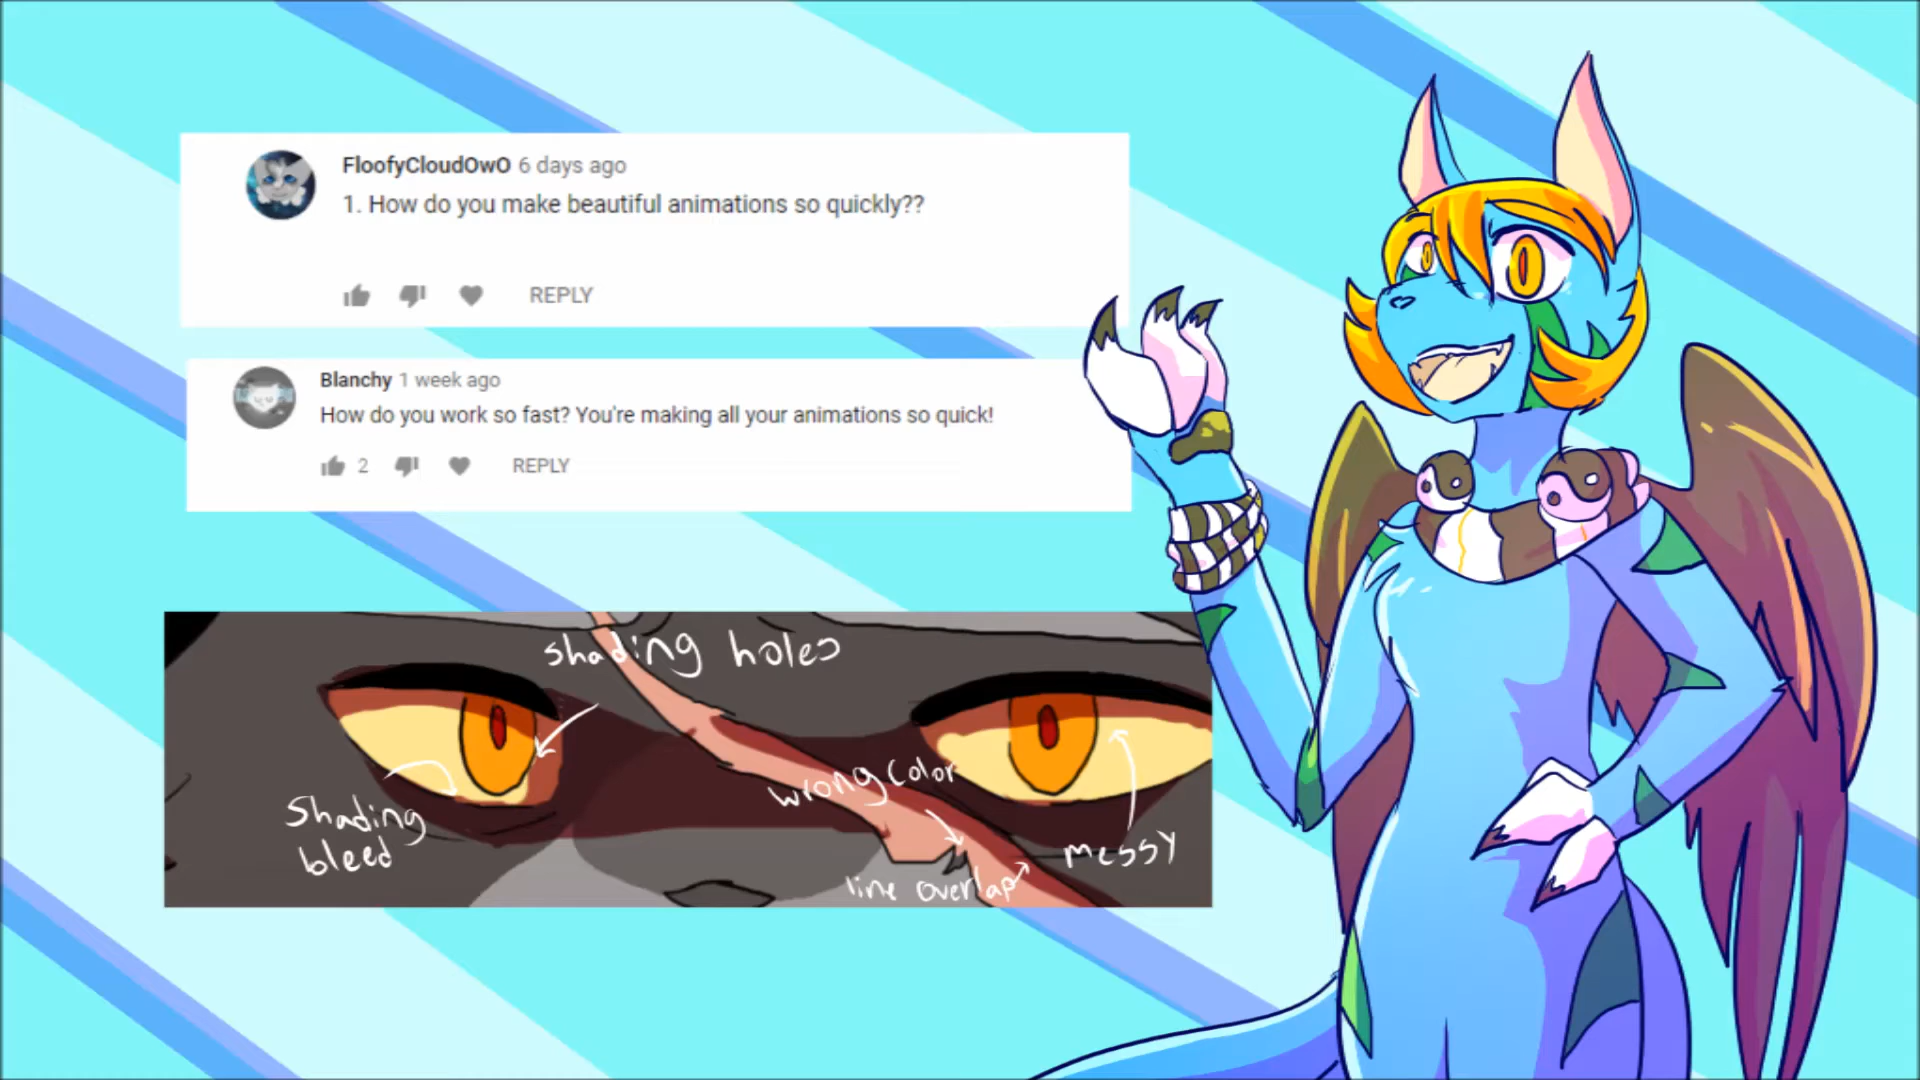 FloofyCloudOwO 6 days ago
1. How do you make beautiful animations so quickly??
REPLY
Blanchy 1 week ago
How do you work so fast? You're making all your animations so quick!
2 REPLY
shading holes
wrong color
shading
bleed
messy
line overlap